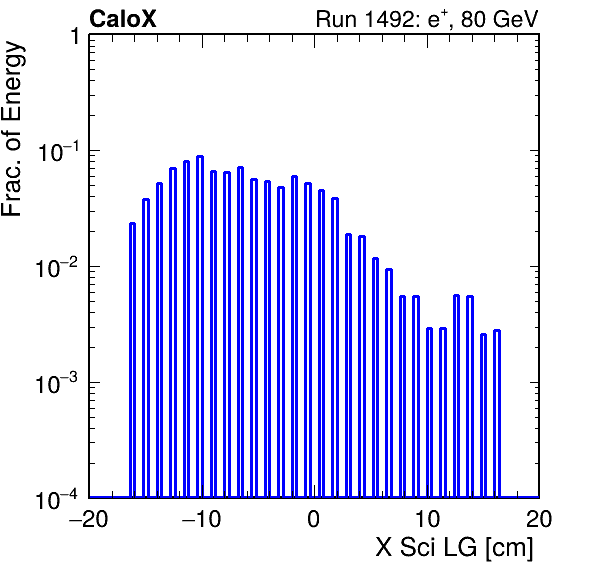 CaloX Run 1492: e⁺, 80 GeV
Frac. of Energy
1
10⁻¹
10⁻²
10⁻³
10⁻⁴
−20 −10 0 10 20
X Sci LG [cm]